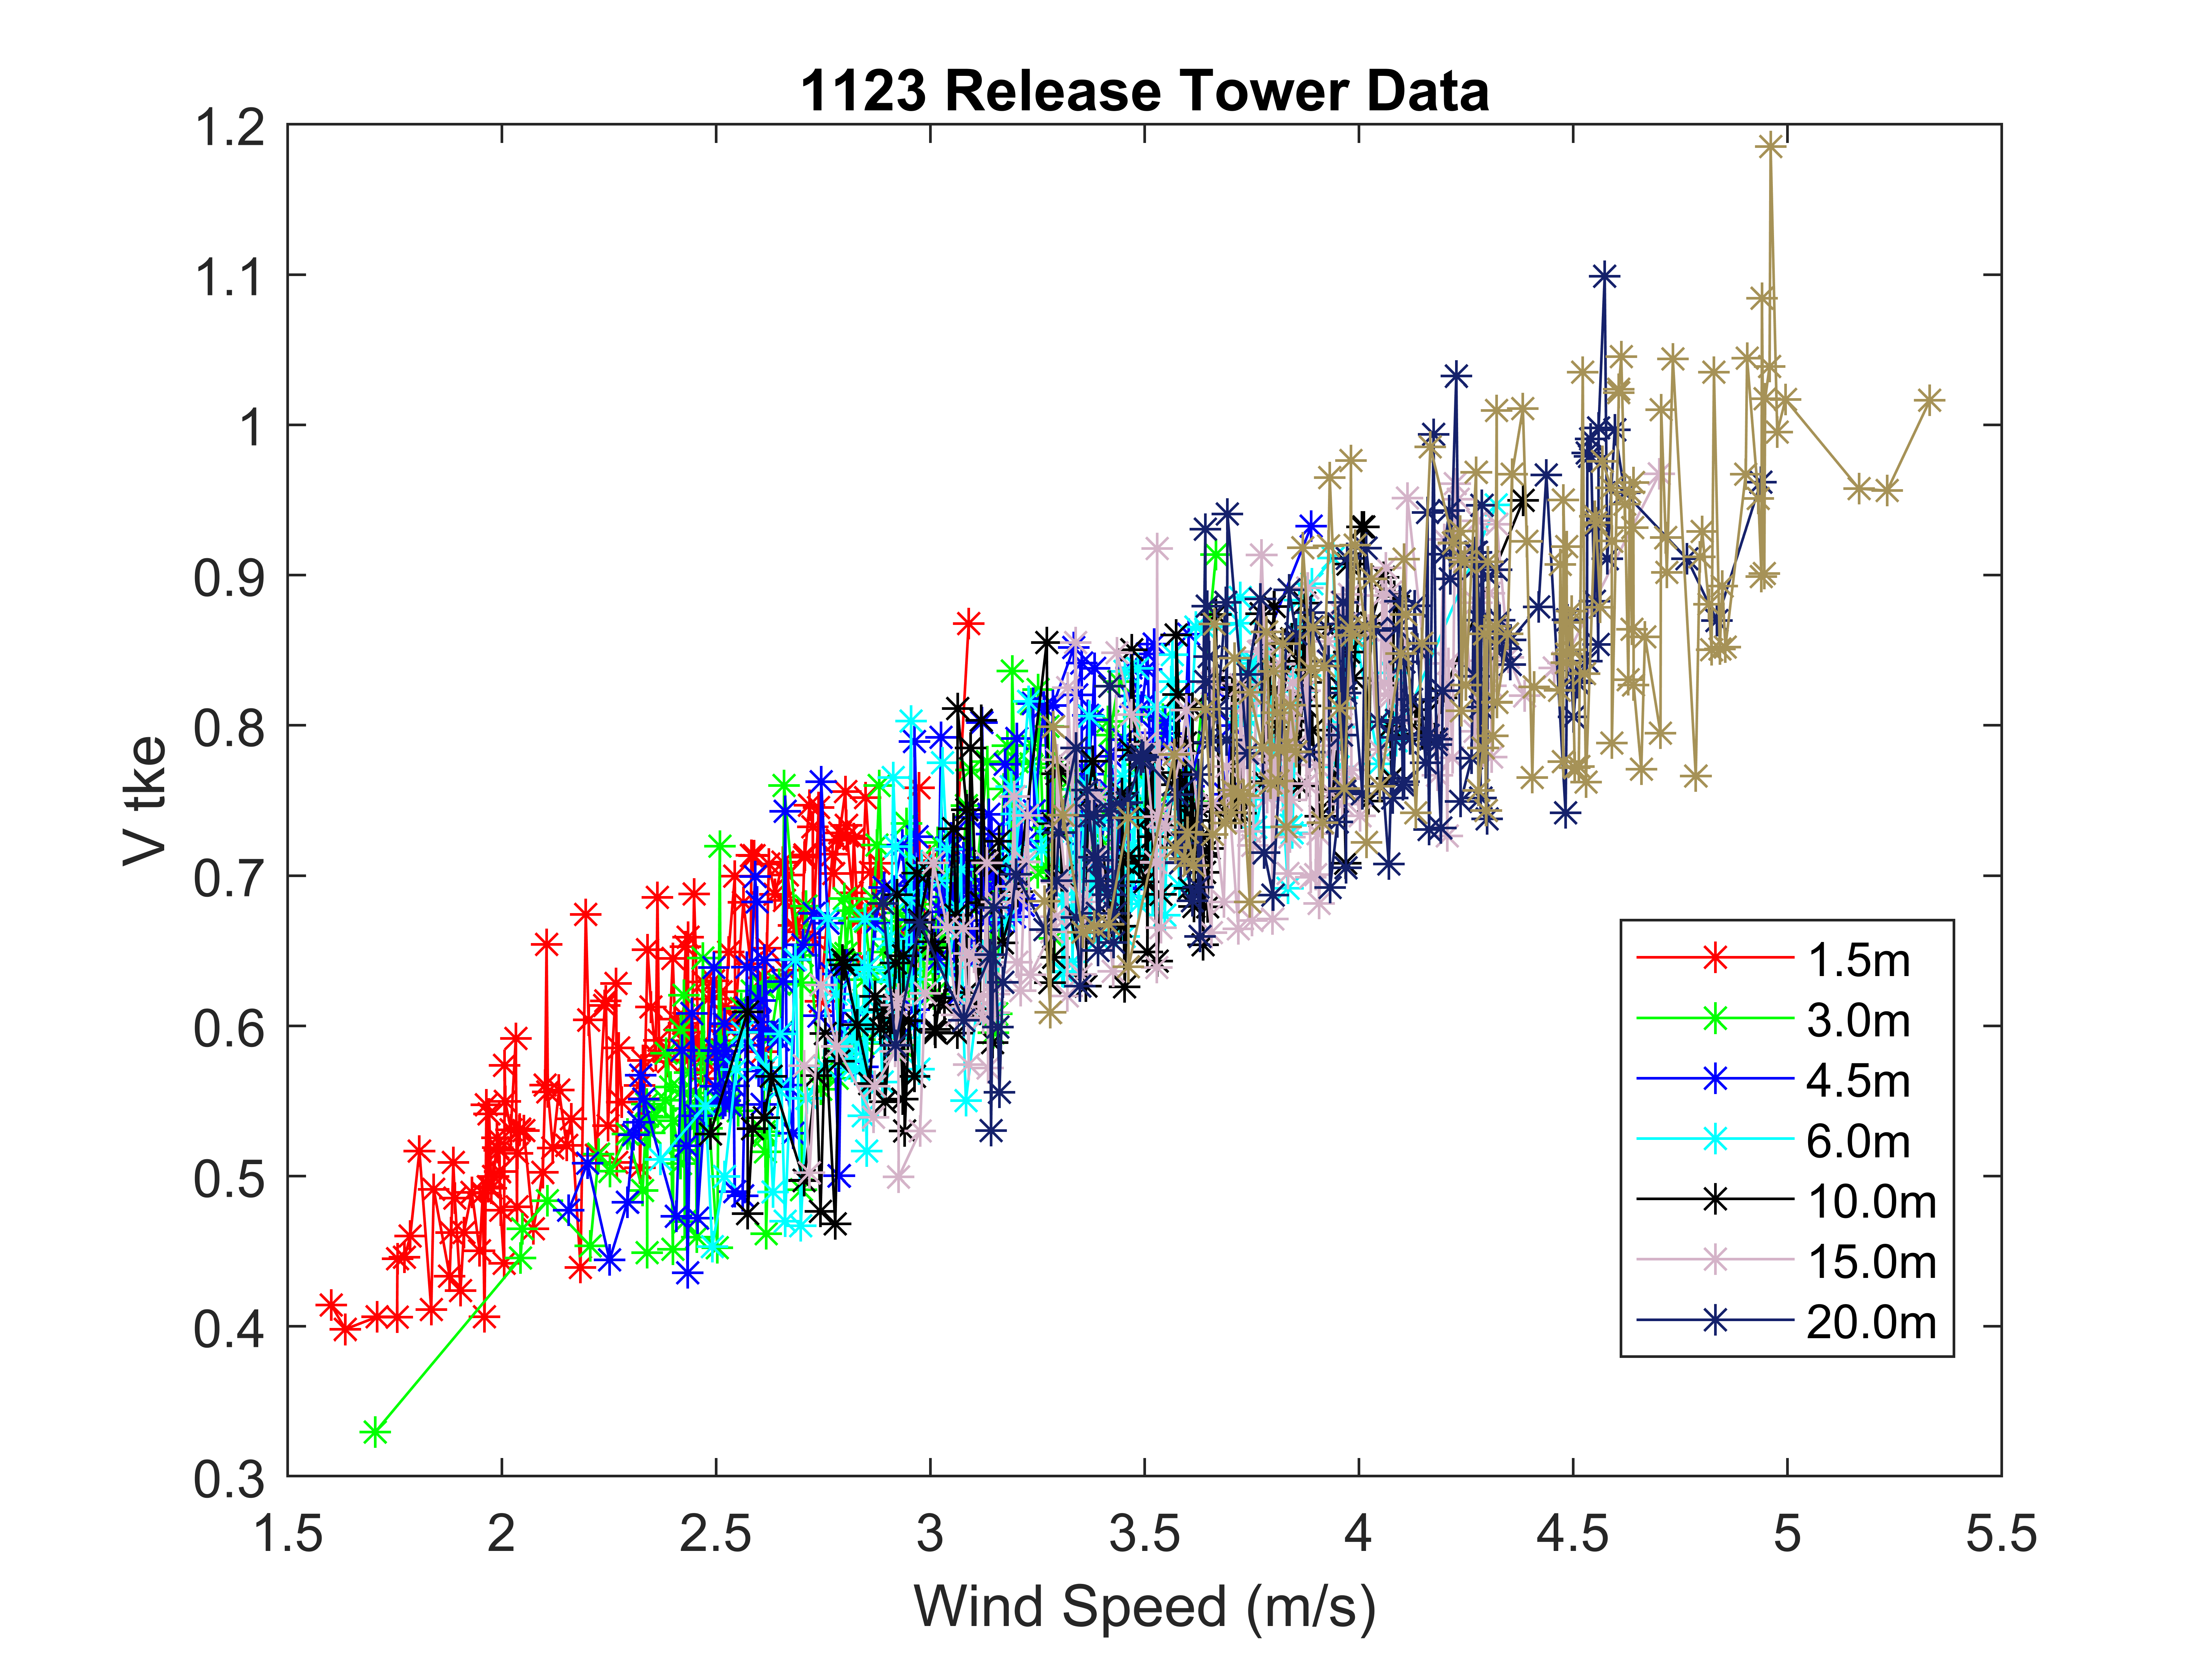 1123 Release Tower Data
1.2
1.1
1
0.9
0.8
0.7
0.6
0.5
0.4
0.3
V tke
1.5m
3.0m
4.5m
6.0m
10.0m
15.0m
20.0m
1.5 2 2.5 3 3.5 4 4.5 5 5.5
Wind Speed (m/s)